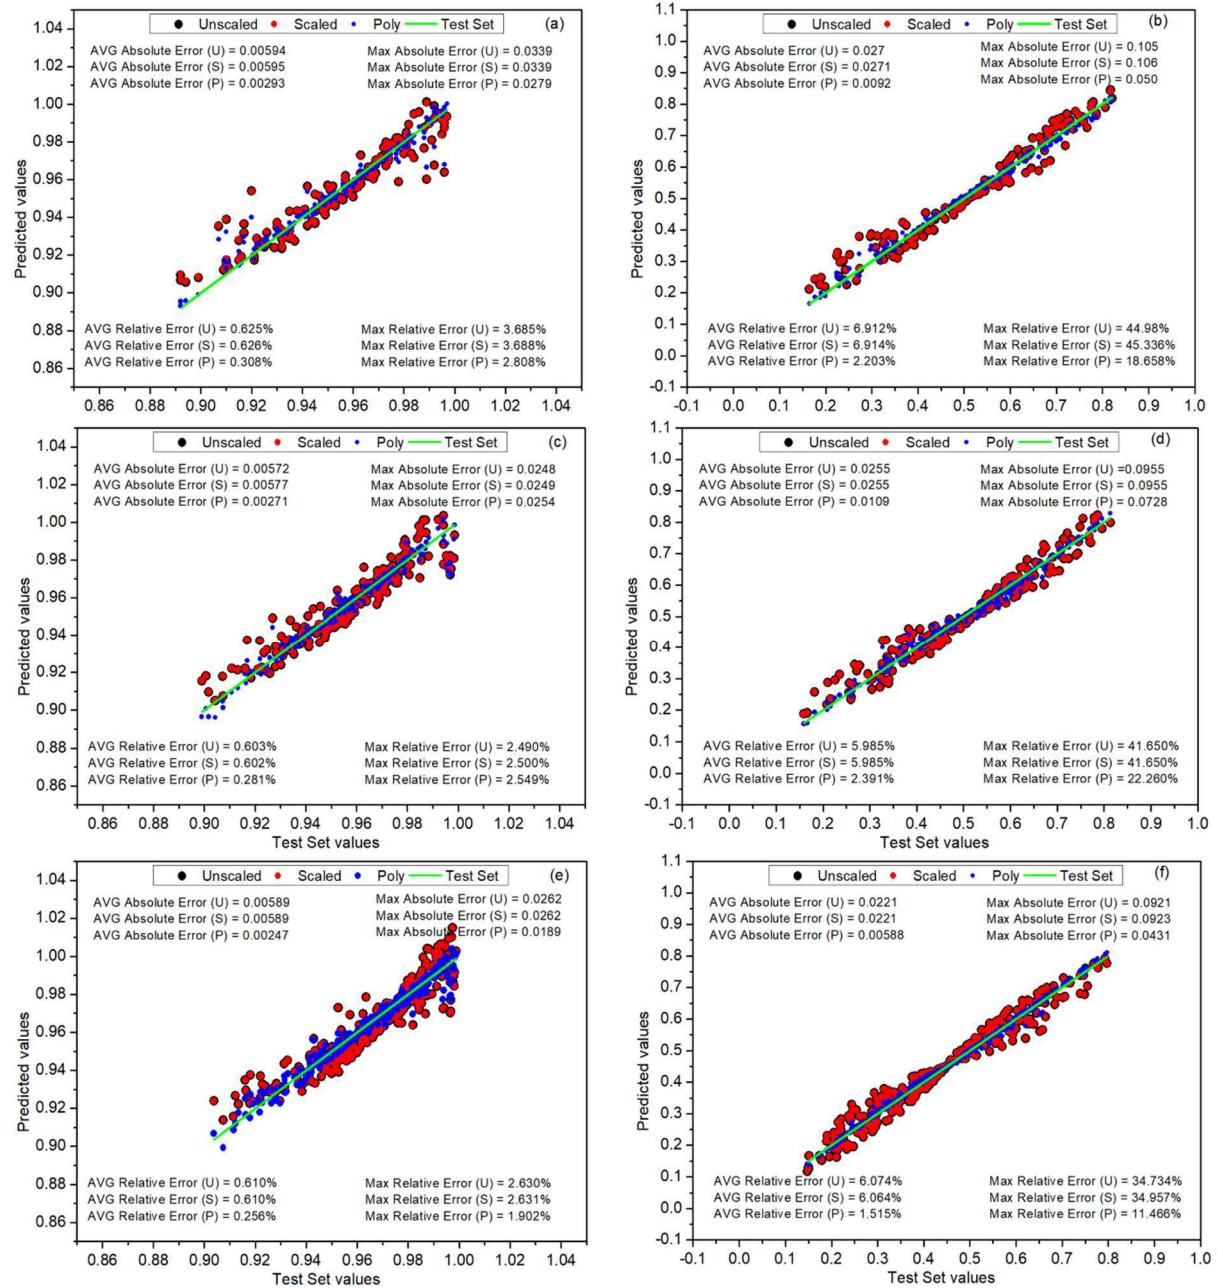 Unscaled Scaled Poly Test Set (a)
AVG Absolute Error (U) = 0.00594
AVG Absolute Error (S) = 0.00595
AVG Absolute Error (P) = 0.00293
Max Absolute Error (U) = 0.0339
Max Absolute Error (S) = 0.0339
Max Absolute Error (P) = 0.0279
AVG Relative Error (U) = 0.625%
AVG Relative Error (S) = 0.626%
AVG Relative Error (P) = 0.308%
Max Relative Error (U) = 3.685%
Max Relative Error (S) = 3.688%
Max Relative Error (P) = 2.808%
Predicted values
1.04
1.02
1.00
0.98
0.96
0.94
0.92
0.90
0.88
0.86
0.86 0.88 0.90 0.92 0.94 0.96 0.98 1.00 1.02 1.04
Unscaled Scaled Poly Test Set (b)
AVG Absolute Error (U) = 0.027
AVG Absolute Error (S) = 0.0271
AVG Absolute Error (P) = 0.0092
Max Absolute Error (U) = 0.105
Max Absolute Error (S) = 0.106
Max Absolute Error (P) = 0.050
AVG Relative Error (U) = 6.912%
AVG Relative Error (S) = 6.914%
AVG Relative Error (P) = 2.203%
Max Relative Error (U) = 44.98%
Max Relative Error (S) = 45.336%
Max Relative Error (P) = 18.658%
Predicted values
1.1
1.0
0.9
0.8
0.7
0.6
0.5
0.4
0.3
0.2
0.1
0.0
-0.1
-0.1 0.0 0.1 0.2 0.3 0.4 0.5 0.6 0.7 0.8 0.9 1.0
Unscaled Scaled Poly Test Set (c)
AVG Absolute Error (U) = 0.00572
AVG Absolute Error (S) = 0.00577
AVG Absolute Error (P) = 0.00271
Max Absolute Error (U) = 0.0248
Max Absolute Error (S) = 0.0249
Max Absolute Error (P) = 0.0254
AVG Relative Error (U) = 0.603%
AVG Relative Error (S) = 0.602%
AVG Relative Error (P) = 0.281%
Max Relative Error (U) = 2.490%
Max Relative Error (S) = 2.500%
Max Relative Error (P) = 2.549%
Predicted values
1.04
1.02
1.00
0.98
0.96
0.94
0.92
0.90
0.88
0.86
0.86 0.88 0.90 0.92 0.94 0.96 0.98 1.00 1.02 1.04
Test Set values
Unscaled Scaled Poly Test Set (d)
AVG Absolute Error (U) = 0.0255
AVG Absolute Error (S) = 0.0255
AVG Absolute Error (P) = 0.0109
Max Absolute Error (U) =0.0955
Max Absolute Error (S) = 0.0955
Max Absolute Error (P) = 0.0728
AVG Relative Error (U) = 5.985%
AVG Relative Error (S) = 5.985%
AVG Relative Error (P) = 2.391%
Max Relative Error (U) = 41.650%
Max Relative Error (S) = 41.650%
Max Relative Error (P) = 22.260%
Predicted values
1.1
1.0
0.9
0.8
0.7
0.6
0.5
0.4
0.3
0.2
0.1
0.0
-0.1
-0.1 0.0 0.1 0.2 0.3 0.4 0.5 0.6 0.7 0.8 0.9 1.0
Test Set values
Unscaled Scaled Poly Test Set (e)
AVG Absolute Error (U) = 0.00589
AVG Absolute Error (S) = 0.00589
AVG Absolute Error (P) = 0.00247
Max Absolute Error (U) = 0.0262
Max Absolute Error (S) = 0.0262
Max Absolute Error (P) = 0.0189
AVG Relative Error (U) = 0.610%
AVG Relative Error (S) = 0.610%
AVG Relative Error (P) = 0.256%
Max Relative Error (U) = 2.630%
Max Relative Error (S) = 2.631%
Max Relative Error (P) = 1.902%
Predicted values
1.04
1.02
1.00
0.98
0.96
0.94
0.92
0.90
0.88
0.86
0.86 0.88 0.90 0.92 0.94 0.96 0.98 1.00 1.02 1.04
Test Set values
Unscaled Scaled Poly Test Set (f)
AVG Absolute Error (U) = 0.0221
AVG Absolute Error (S) = 0.0221
AVG Absolute Error (P) = 0.00588
Max Absolute Error (U) = 0.0921
Max Absolute Error (S) = 0.0923
Max Absolute Error (P) = 0.0431
AVG Relative Error (U) = 6.074%
AVG Relative Error (S) = 6.064%
AVG Relative Error (P) = 1.515%
Max Relative Error (U) = 34.734%
Max Relative Error (S) = 34.957%
Max Relative Error (P) = 11.466%
Predicted values
1.1
1.0
0.9
0.8
0.7
0.6
0.5
0.4
0.3
0.2
0.1
0.0
-0.1
-0.1 0.0 0.1 0.2 0.3 0.4 0.5 0.6 0.7 0.8 0.9 1.0
Test Set values